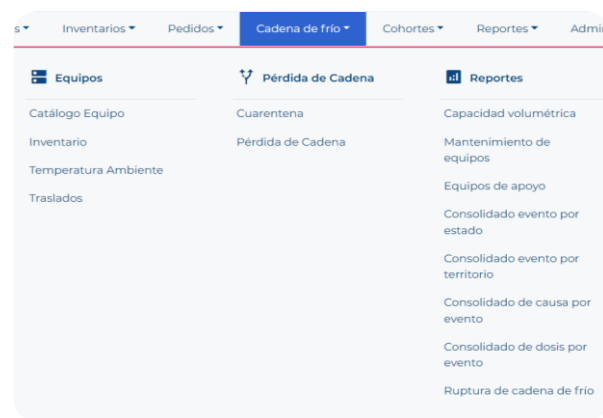 s
Inventarios
Pedidos
Cadena de frío
Cohortes
Reportes
Admi
Equipos
Catálogo Equipo
Inventario
Temperatura Ambiente
Traslados
Pérdida de Cadena
Cuarentena
Pérdida de Cadena
Reportes
Capacidad volumétrica
Mantenimiento de
equipos
Equipos de apoyo
Consolidado evento por
estado
Consolidado evento por
territorio
Consolidado de causa por
evento
Consolidado de dosis por
evento
Ruptura de cadena de frío